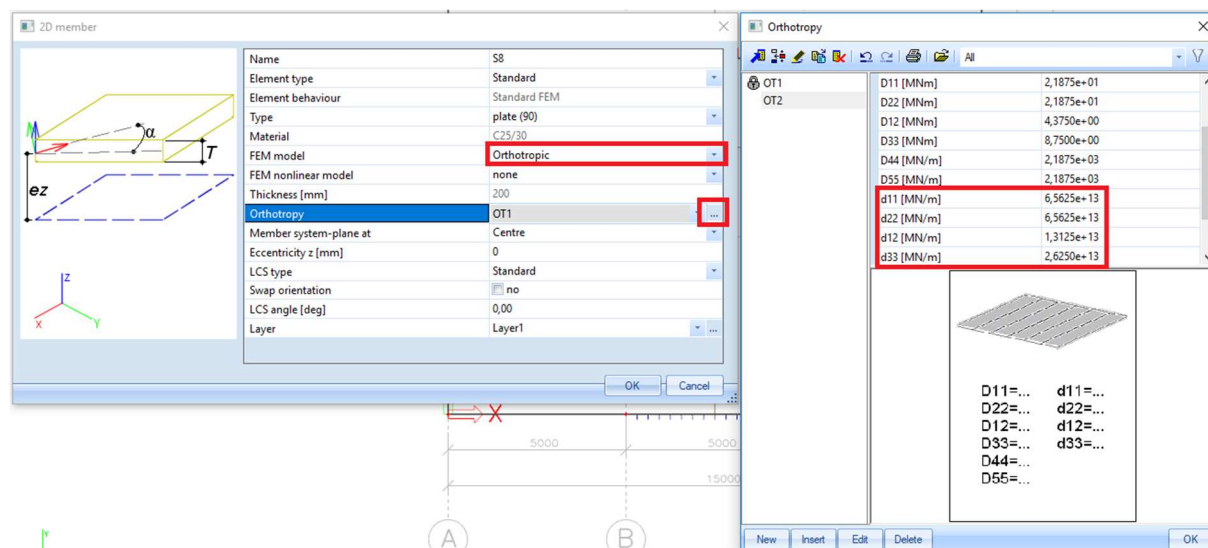 2D member
Name S8
Element type Standard
Element behaviour Standard FEM
Type plate (90)
Material C25/30
FEM model Orthotropic
FEM nonlinear model none
Thickness [mm] 200
Orthotropy OT1 ...
Member system-plane at Centre
Eccentricity z [mm] 0
LCS type Standard
Swap orientation no
LCS angle [deg] 0,00
Layer Layer1 ...
α
T
ez
Z
X
Y
OK Cancel
X
5000 5000
15000
A B
Y
Orthotropy
All
OT1
OT2
D11 [MNm] 2,1875e+01
D22 [MNm] 2,1875e+01
D12 [MNm] 4,3750e+00
D33 [MNm] 8,7500e+00
D44 [MN/m] 2,1875e+03
D55 [MN/m] 2,1875e+03
d11 [MN/m] 6,5625e+13
d22 [MN/m] 6,5625e+13
d12 [MN/m] 1,3125e+13
d33 [MN/m] 2,6250e+13
D11=... d11=...
D22=... d22=...
D12=... d12=...
D33=... d33=...
D44=...
D55=...
New Insert Edit Delete OK